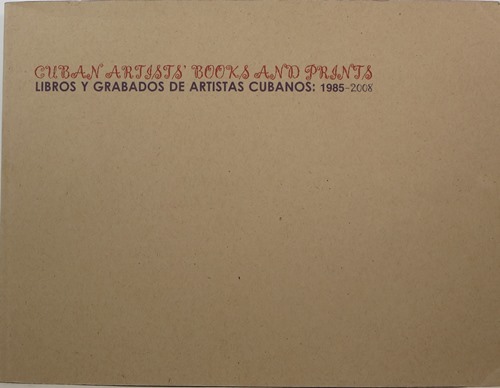 CUBAN ARTISTS' BOOKS AND PRINTS
LIBROS Y GRABADOS DE ARTISTAS CUBANOS: 1985-2008